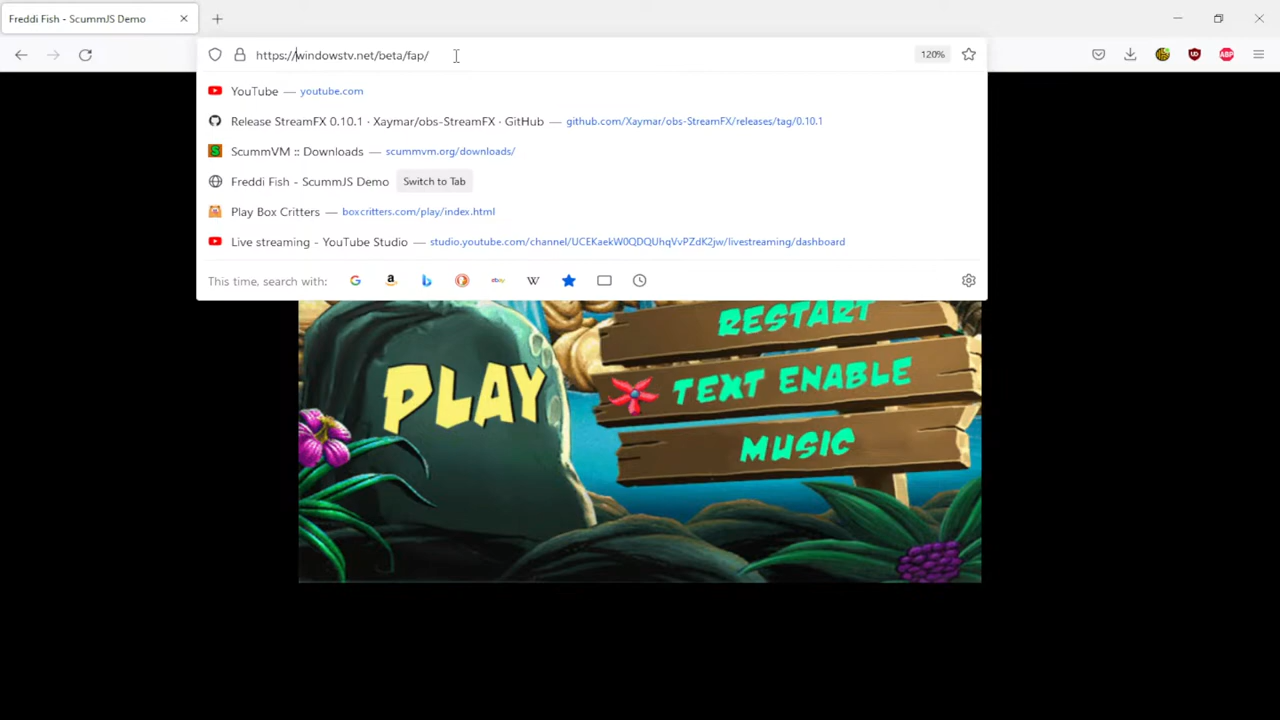 Freddi Fish - ScummJS Demo
https://windowstv.net/beta/fap/
120%
YouTube — youtube.com
Release StreamFX 0.10.1 · Xaymar/obs-StreamFX · GitHub — github.com/Xaymar/obs-StreamFX/releases/tag/0.10.1
ScummVM :: Downloads — scummvm.org/downloads/
Freddi Fish - ScummJS Demo Switch to Tab
Play Box Critters — boxcritters.com/play/index.html
Live streaming - YouTube Studio — studio.youtube.com/channel/UCEKaekW0QDQUhqVvPZdK2jw/livestreaming/dashboard
This time, search with:
RESTART
PLAY
TEXT ENABLE
MUSIC